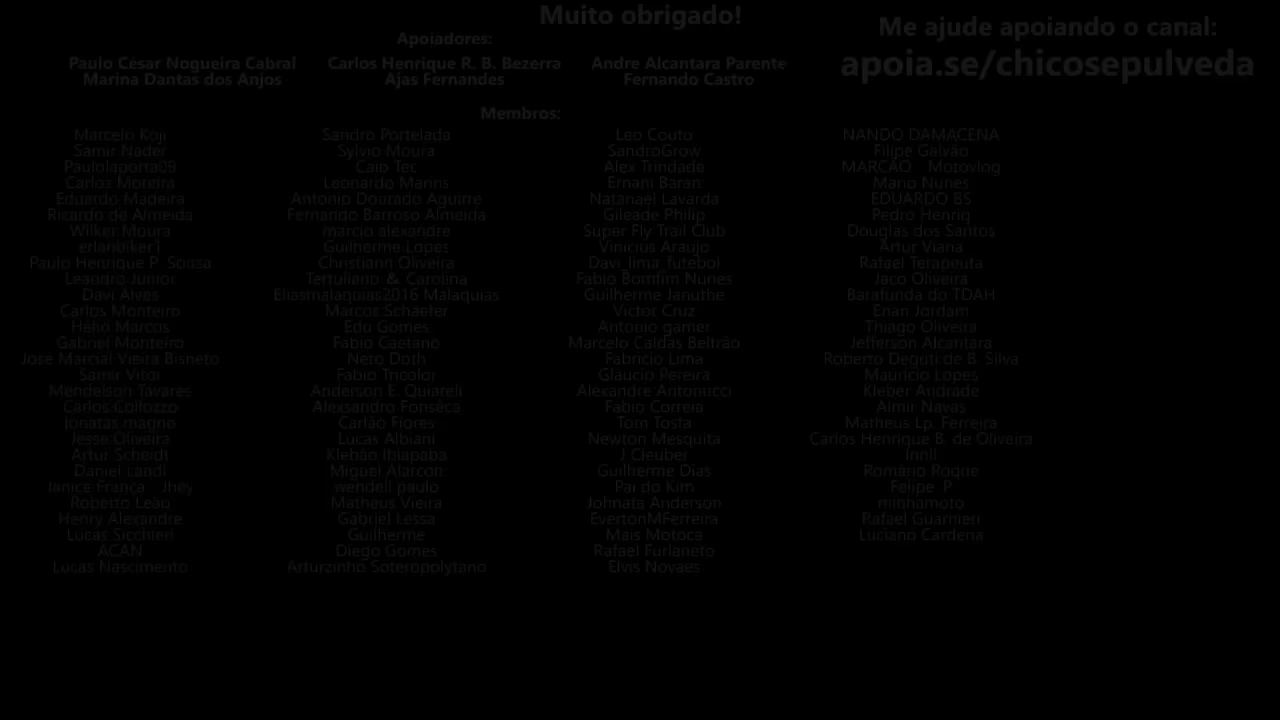 Muito obrigado!
Me ajude apoiando o canal:
apoia.se/chicosepulveda
Apoiadores:
Paulo César Nogueira Cabral
Marina Dantas dos Anjos
Carlos Henrique R. B. Bezerra
Ajas Fernandes
Andre Alcantara Parente
Fernando Castro
Membros:
Marcelo Koji
Samir Nader
Paulolaporta09
Carlos Moreira
Eduardo Madeira
Ricardo de Almeida
Wilker Moura
erlanbiker1
Paulo Henrique P. Sousa
Leandro Junior
Davi Alves
Carlos Monteiro
Helio Marcos
Gabriel Monteiro
José Marcial Vieira Bisneto
Samir Vitor
Mendelson Tavares
Carlos Collozzo
jonatas magno
Jesse Oliveira
Artur Scheidt
Daniel Landi
Janice França Jhey
Roberto Leão
Henry Alexandre
Lucas Sicchieri
ACAN
Lucas Nascimento
Sandro Portelada
Sylvio Moura
Caio Tec
Leonardo Marins
Antonio Dourado Aguirre
Fernando Barroso Almeida
marcio alexandre
Guilherme Lopes
Christiann Oliveira
Tertuliano & Carolina
Eliasmalaquias2016 Malaquias
Marcos Schaefer
Edu Gomes
Fabio Caetano
Neto Doth
Fabio Tricolor
Anderson E. Quiareli
Alexsandro Fonsêca
Carlão Flores
Lucas Albiani
Klebão Ibiapaba
Miguel Alarcon
wendell paulo
Matheus Vieira
Gabriel Lessa
Guilherme
Diego Gomes
Arturzinho Soteropolytano
Leo Couto
SandroGrow
Alex Trindade
Ernani Baran
Natanael Lavarda
Gileade Philip
Super Fly Trail Club
Vinicius Araujo
Davi_lima_futebol
Fabio Bomfim Nunes
Guilherme Januthe
Victor Cruz
Antonio gamer
Marcelo Caldas Beltrão
Fabricio Lima
Glaucio Pereira
Alexandre Antonucci
Fabio Correia
Tom Tosta
Newton Mesquita
J Cleuber
Guilherme Dias
Pai do Kim
Johnata Anderson
EvertonMFerreira
Mais Motoca
Rafael Furlaneto
Elvis Novaes
NANDO DAMACENA
Filipe Galvão
MARCÃO Motovlog
Mario Nunes
EDUARDO BS
Pedro Henriq
Douglas dos Santos
Artur Viana
Rafael Terapeuta
Jaco Oliveira
Baratunda do TDAH
Enan Jordam
Thiago Oliveira
Jefferson Alcantara
Roberto Deguti de B. Silva
Mauricio Lopes
Kleber Andrade
Almir Navas
Matheus Lp. Ferreira
Carlos Henrique B. de Oliveira
Romário Roque
Felipe P
minhamoto
Rafael Guarnieri
Luciano Cardena